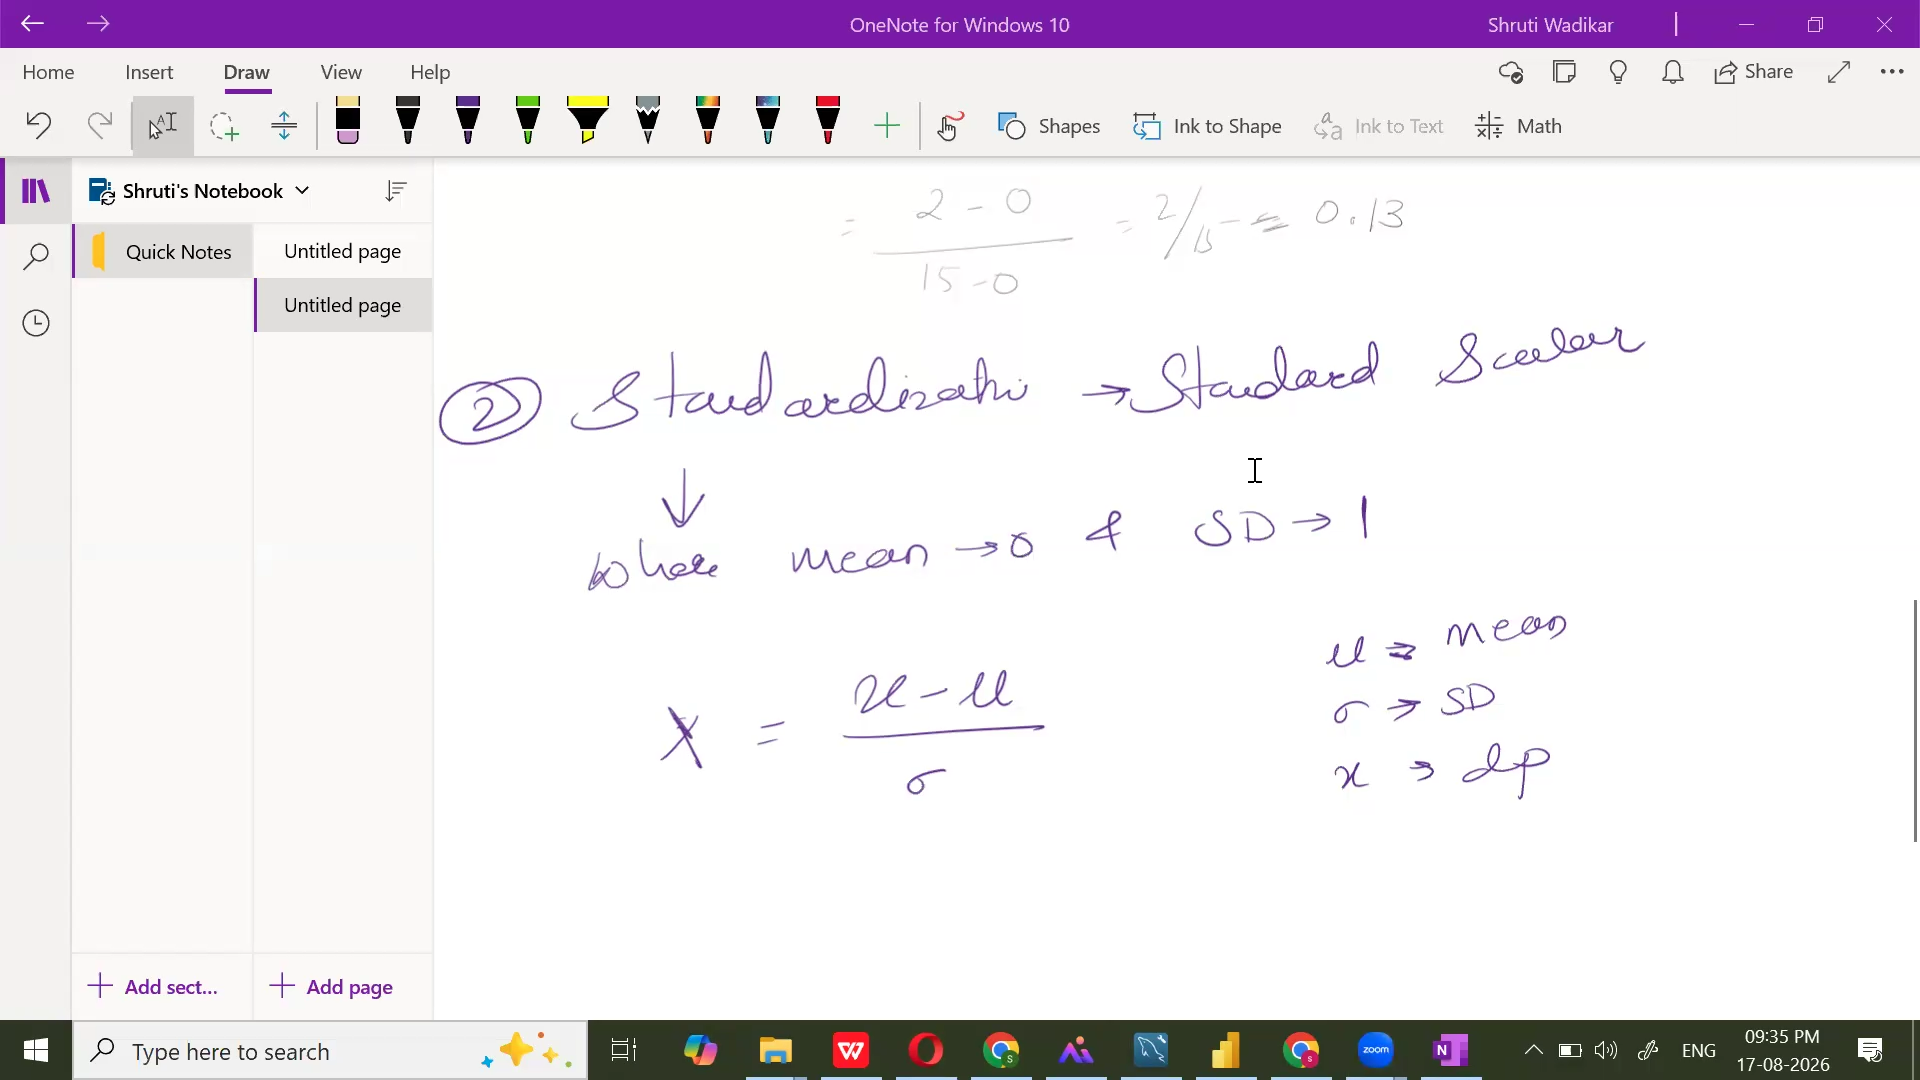 OneNote for Windows 10
Shruti Wadikar
Home Insert Draw View Help
Share
Shapes Ink to Shape Ink to Text Math
Shruti's Notebook
Quick Notes
Untitled page
Untitled page
= 2 - 0 / 15 - 0 = 2/15 = 0.13
② Standardizati → Standard Scaler
↓
Where mean → 0 & SD → 1
X = x - μ / σ
μ → mean
σ → SD
x → dp
Add sect...
Add page
Type here to search
zoom
ENG
09:35 PM
17-08-2026